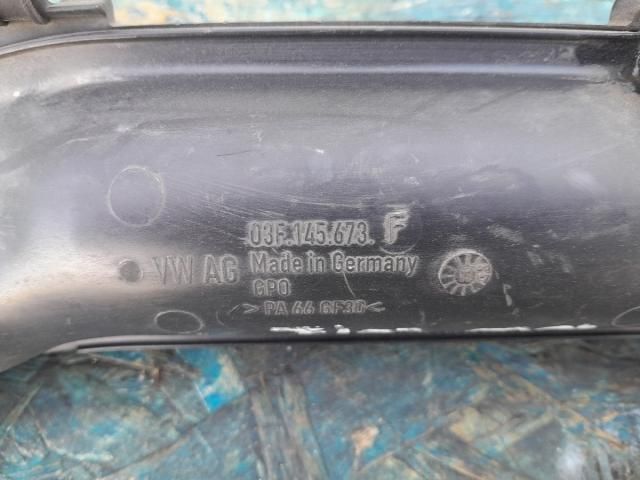 03F.145.673. F
VW AG Made in Germany
GPO
>PA 66 GF30<